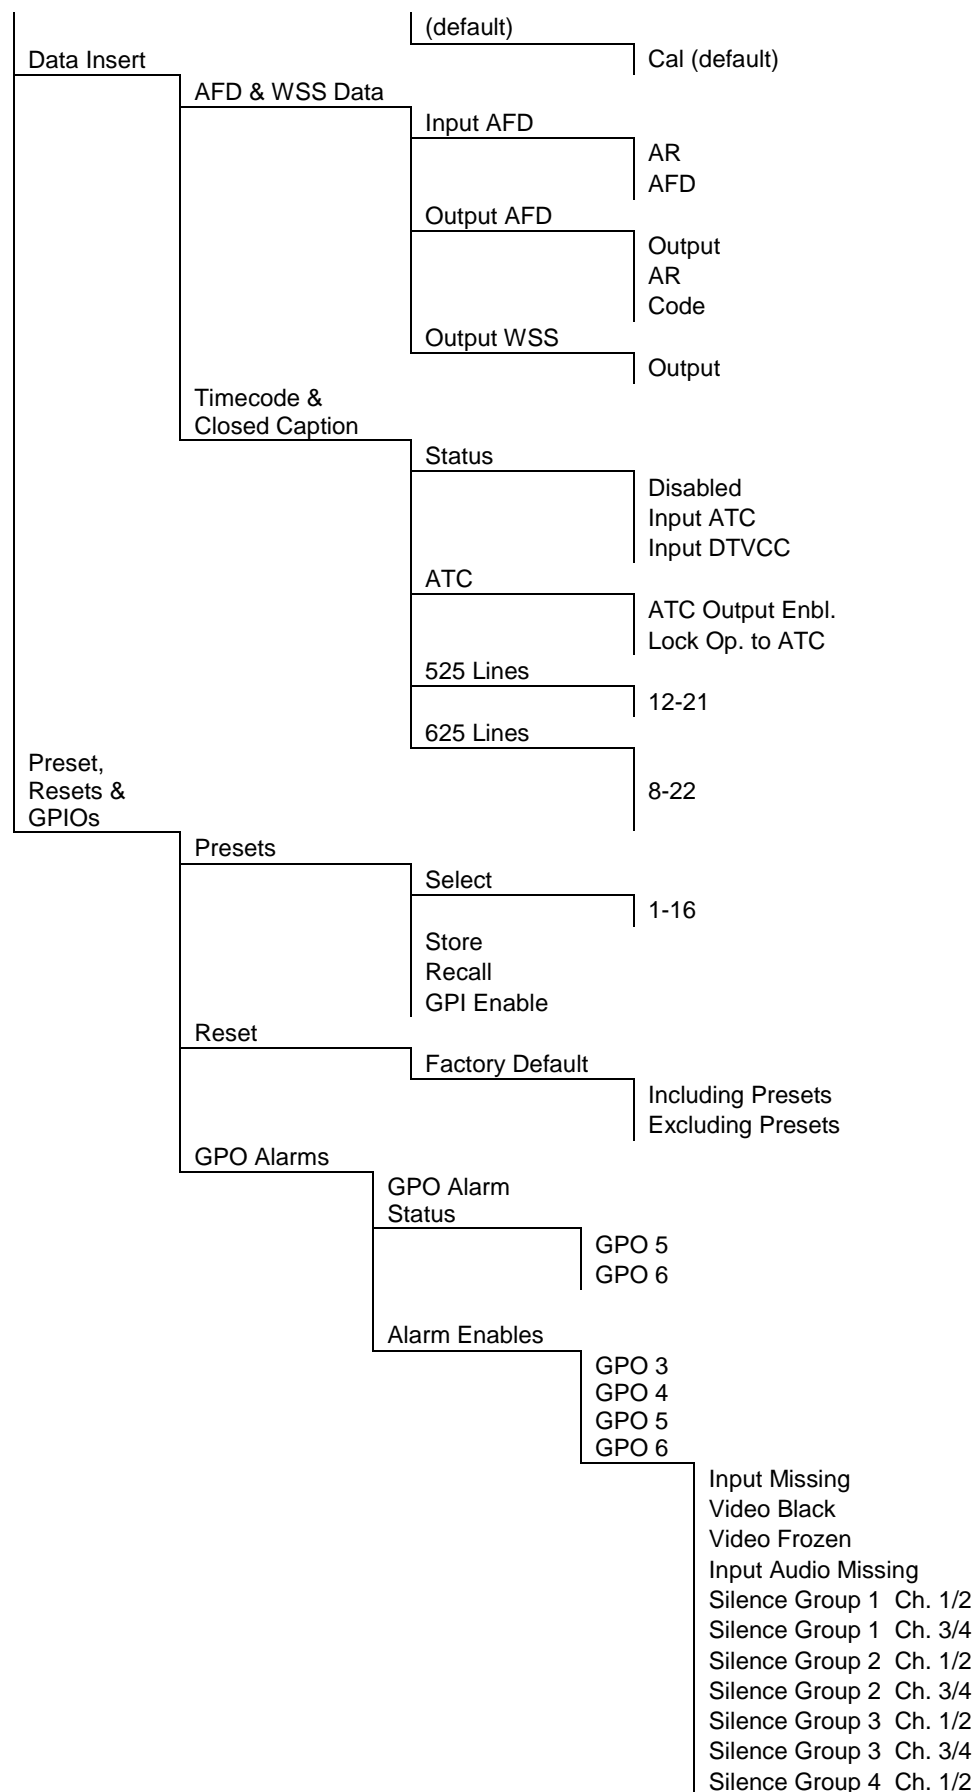 (default)
Data Insert
Cal (default)
AFD & WSS Data
Input AFD
AR
AFD
Output AFD
Output
AR
Code
Output WSS
Output
Timecode &
Closed Caption
Status
Disabled
Input ATC
Input DTVCC
ATC
ATC Output Enbl.
Lock Op. to ATC
525 Lines
12-21
625 Lines
Preset,
Resets &
GPIOs
8-22
Presets
Select
1-16
Store
Recall
GPI Enable
Reset
Factory Default
Including Presets
Excluding Presets
GPO Alarms
GPO Alarm
Status
GPO 5
GPO 6
Alarm Enables
GPO 3
GPO 4
GPO 5
GPO 6
Input Missing
Video Black
Video Frozen
Input Audio Missing
Silence Group 1  Ch. 1/2
Silence Group 1  Ch. 3/4
Silence Group 2  Ch. 1/2
Silence Group 2  Ch. 3/4
Silence Group 3  Ch. 1/2
Silence Group 3  Ch. 3/4
Silence Group 4  Ch. 1/2